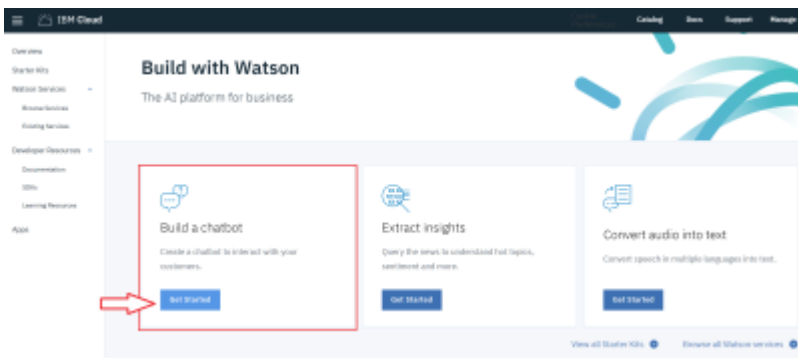 IBM Cloud
Catalog Docs Support Manage
Overview
Starter Kits
Watson Services
Browse Services
Existing Services
Developer Resources
Documentation
SDKs
Learning Resources
Apps
Build with Watson
The AI platform for business
Build a chatbot
Create a chatbot to interact with your
customers.
Get Started
Extract insights
Query the news to understand hot topics,
sentiment and more.
Get Started
Convert audio into text
Convert speech in multiple languages into text.
Get Started
View all Starter Kits
Browse all Watson services